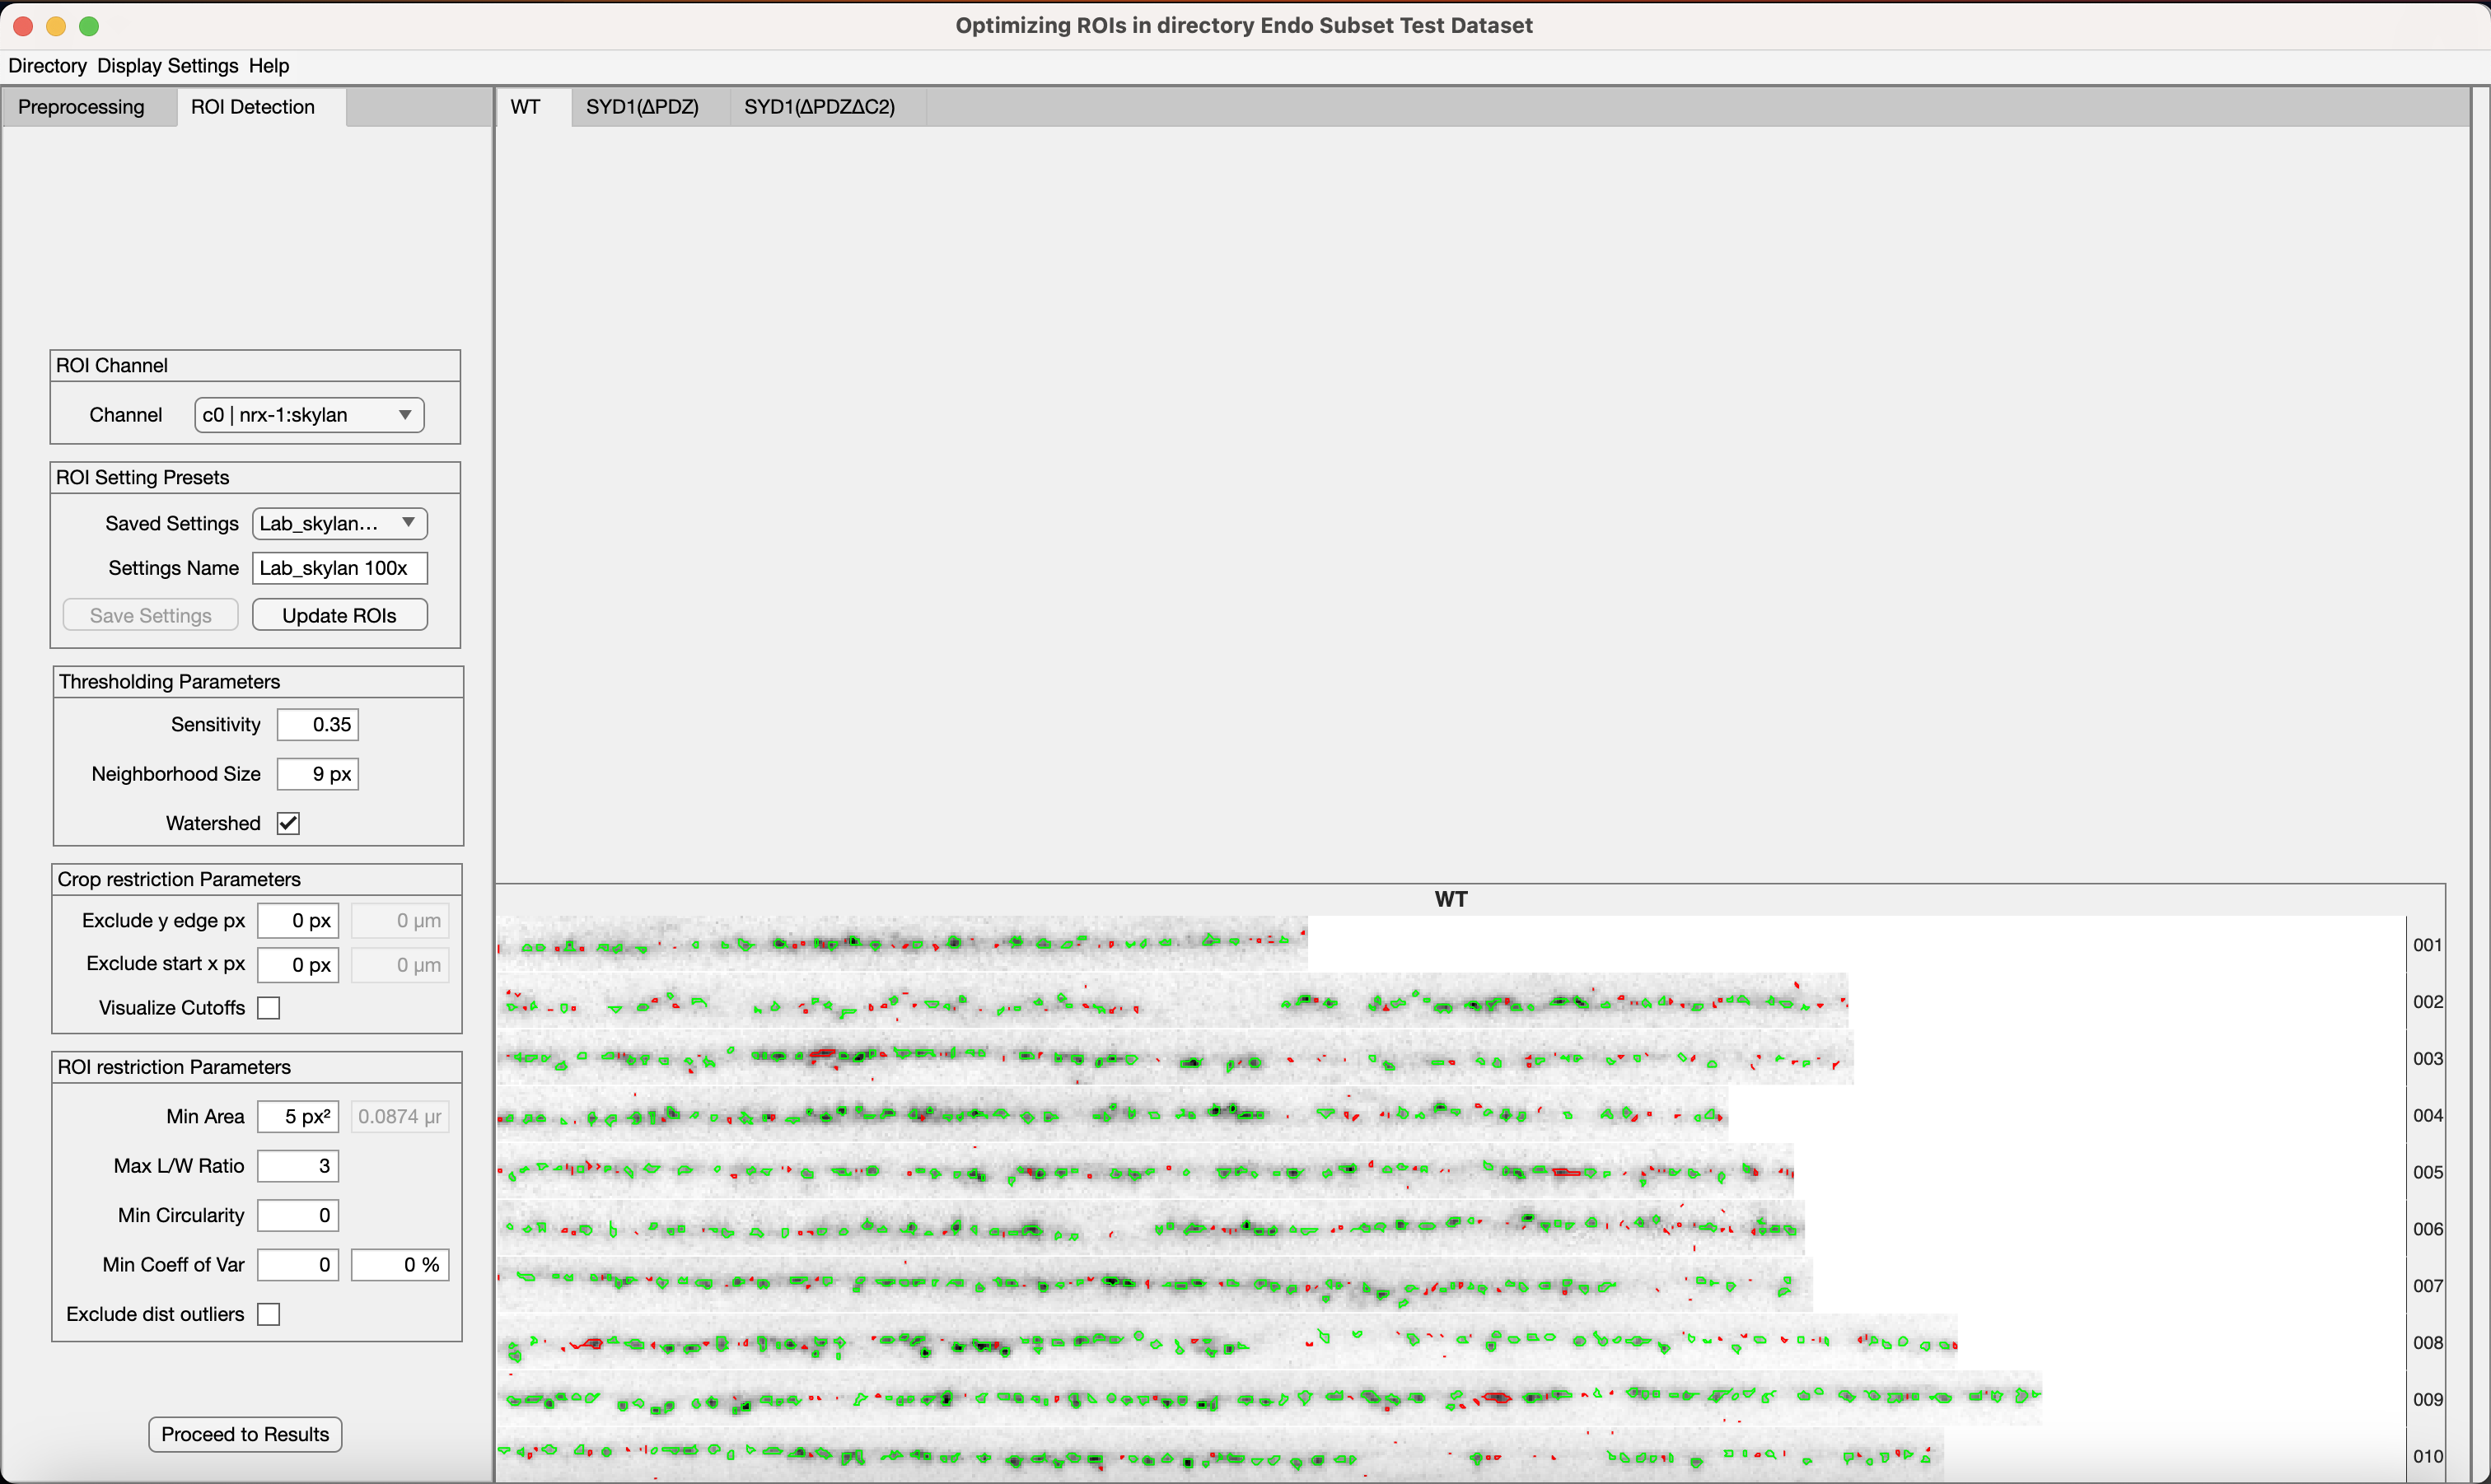 Optimizing ROIs in directory Endo Subset Test Dataset
Directory Display Settings Help
Preprocessing ROI Detection
WT SYD1(ΔPDZ) SYD1(ΔPDZΔC2)
ROI Channel
Channel c0 | nrx-1:skylan
ROI Setting Presets
Saved Settings Lab_skylan...
Settings Name Lab_skylan 100x
Save Settings Update ROIs
Thresholding Parameters
Sensitivity 0.35
Neighborhood Size 9 px
Watershed
Crop restriction Parameters
Exclude y edge px 0 px 0 µm
Exclude start x px 0 px 0 µm
Visualize Cutoffs
ROI restriction Parameters
Min Area 5 px² 0.0874 µr
Max L/W Ratio 3
Min Circularity 0
Min Coeff of Var 0 0 %
Exclude dist outliers
Proceed to Results
WT
001
002
003
004
005
006
007
008
009
010